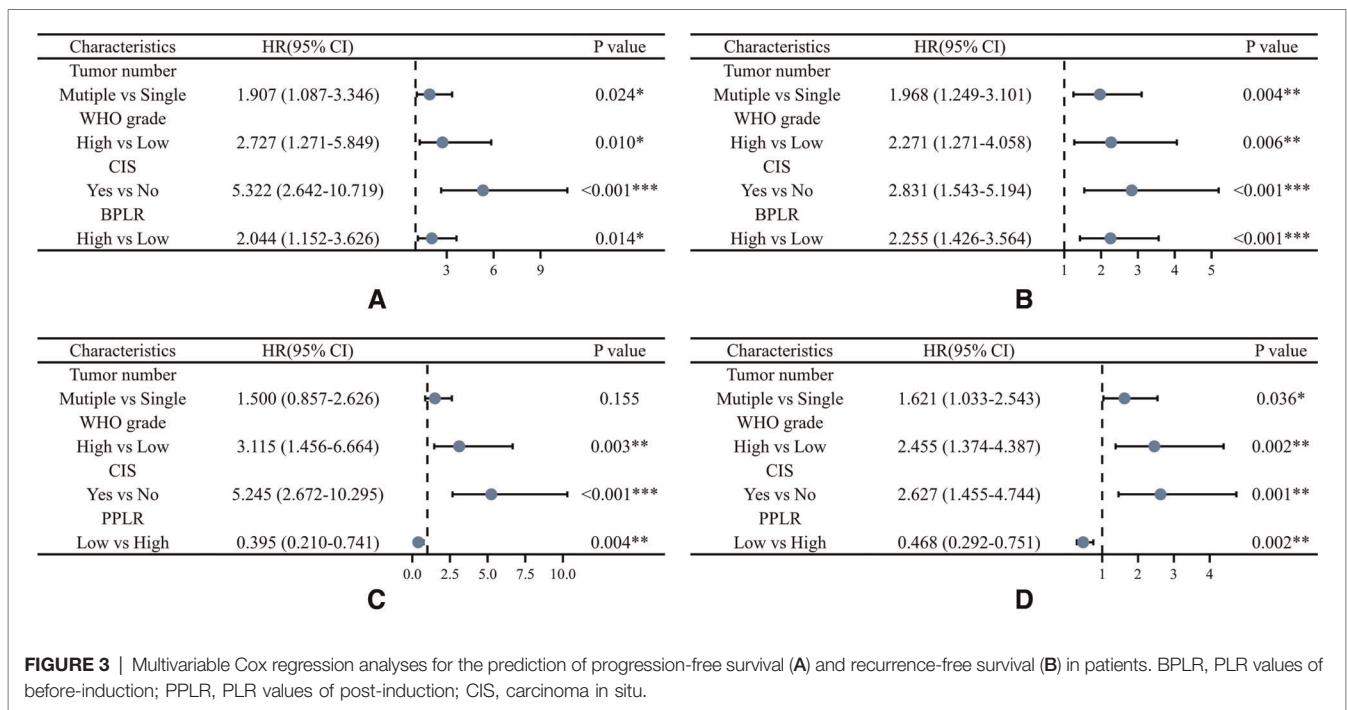 Characteristics HR(95% CI) P value
Tumor number
Mutiple vs Single 1.907 (1.087-3.346) 0.024*
WHO grade
High vs Low 2.727 (1.271-5.849) 0.010*
CIS
Yes vs No 5.322 (2.642-10.719) <0.001***
BPLR
High vs Low 2.044 (1.152-3.626) 0.014*
3 6 9
A
Characteristics HR(95% CI) P value
Tumor number
Mutiple vs Single 1.968 (1.249-3.101) 0.004**
WHO grade
High vs Low 2.271 (1.271-4.058) 0.006**
CIS
Yes vs No 2.831 (1.543-5.194) <0.001***
BPLR
High vs Low 2.255 (1.426-3.564) <0.001***
1 2 3 4 5
B
Characteristics HR(95% CI) P value
Tumor number
Mutiple vs Single 1.500 (0.857-2.626) 0.155
WHO grade
High vs Low 3.115 (1.456-6.664) 0.003**
CIS
Yes vs No 5.245 (2.672-10.295) <0.001***
PPLR
Low vs High 0.395 (0.210-0.741) 0.004**
0.0 2.5 5.0 7.5 10.0
C
Characteristics HR(95% CI) P value
Tumor number
Mutiple vs Single 1.621 (1.033-2.543) 0.036*
WHO grade
High vs Low 2.455 (1.374-4.387) 0.002**
CIS
Yes vs No 2.627 (1.455-4.744) 0.001**
PPLR
Low vs High 0.468 (0.292-0.751) 0.002**
1 2 3 4
D
FIGURE 3 | Multivariable Cox regression analyses for the prediction of progression-free survival (A) and recurrence-free survival (B) in patients. BPLR, PLR values of
before-induction; PPLR, PLR values of post-induction; CIS, carcinoma in situ.